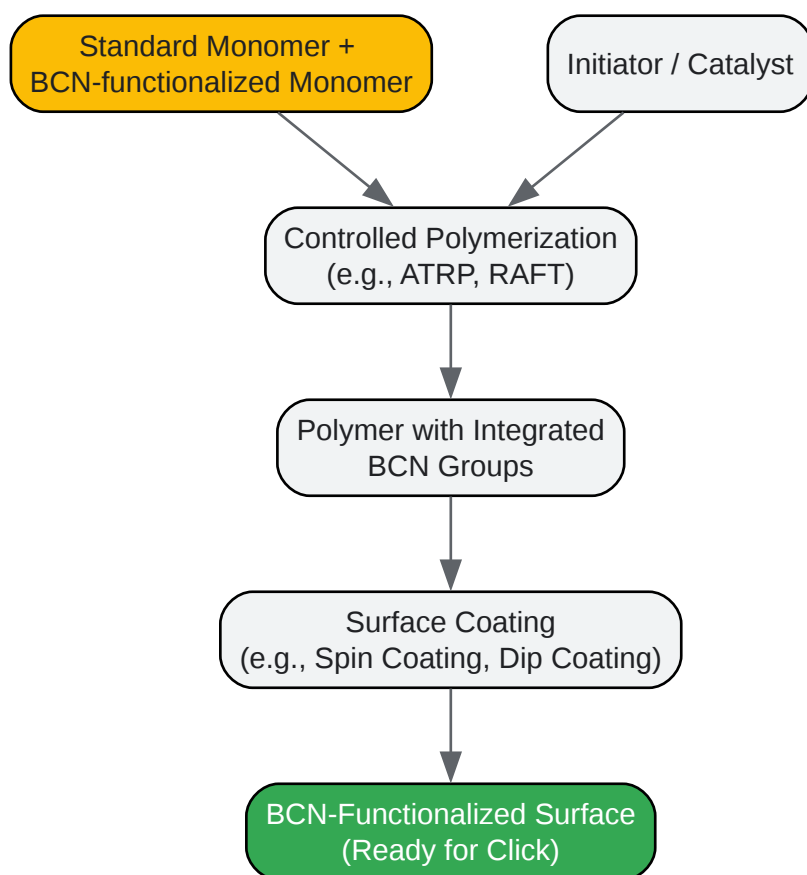 Standard Monomer +
BCN-functionalized Monomer
Initiator / Catalyst
Controlled Polymerization
(e.g., ATRP, RAFT)
Polymer with Integrated
BCN Groups
Surface Coating
(e.g., Spin Coating, Dip Coating)
BCN-Functionalized Surface
(Ready for Click)